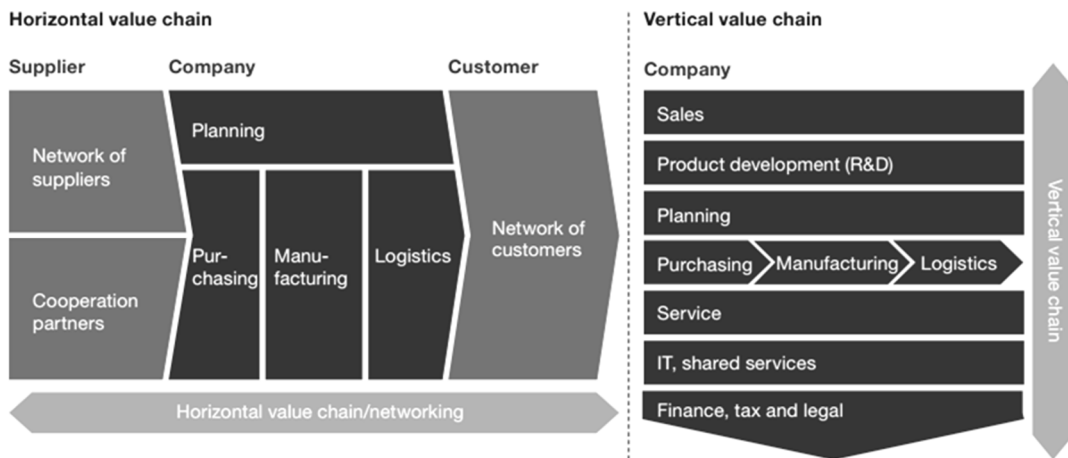 Horizontal value chain
Supplier
Company
Customer
Network of
suppliers
Cooperation
partners
Planning
Pur-
chasing
Manu-
facturing
Logistics
Network of
customers
Horizontal value chain/networking
Vertical value chain
Company
Sales
Product development (R&D)
Planning
Purchasing
Manufacturing
Logistics
Service
IT, shared services
Finance, tax and legal
Vertical value chain